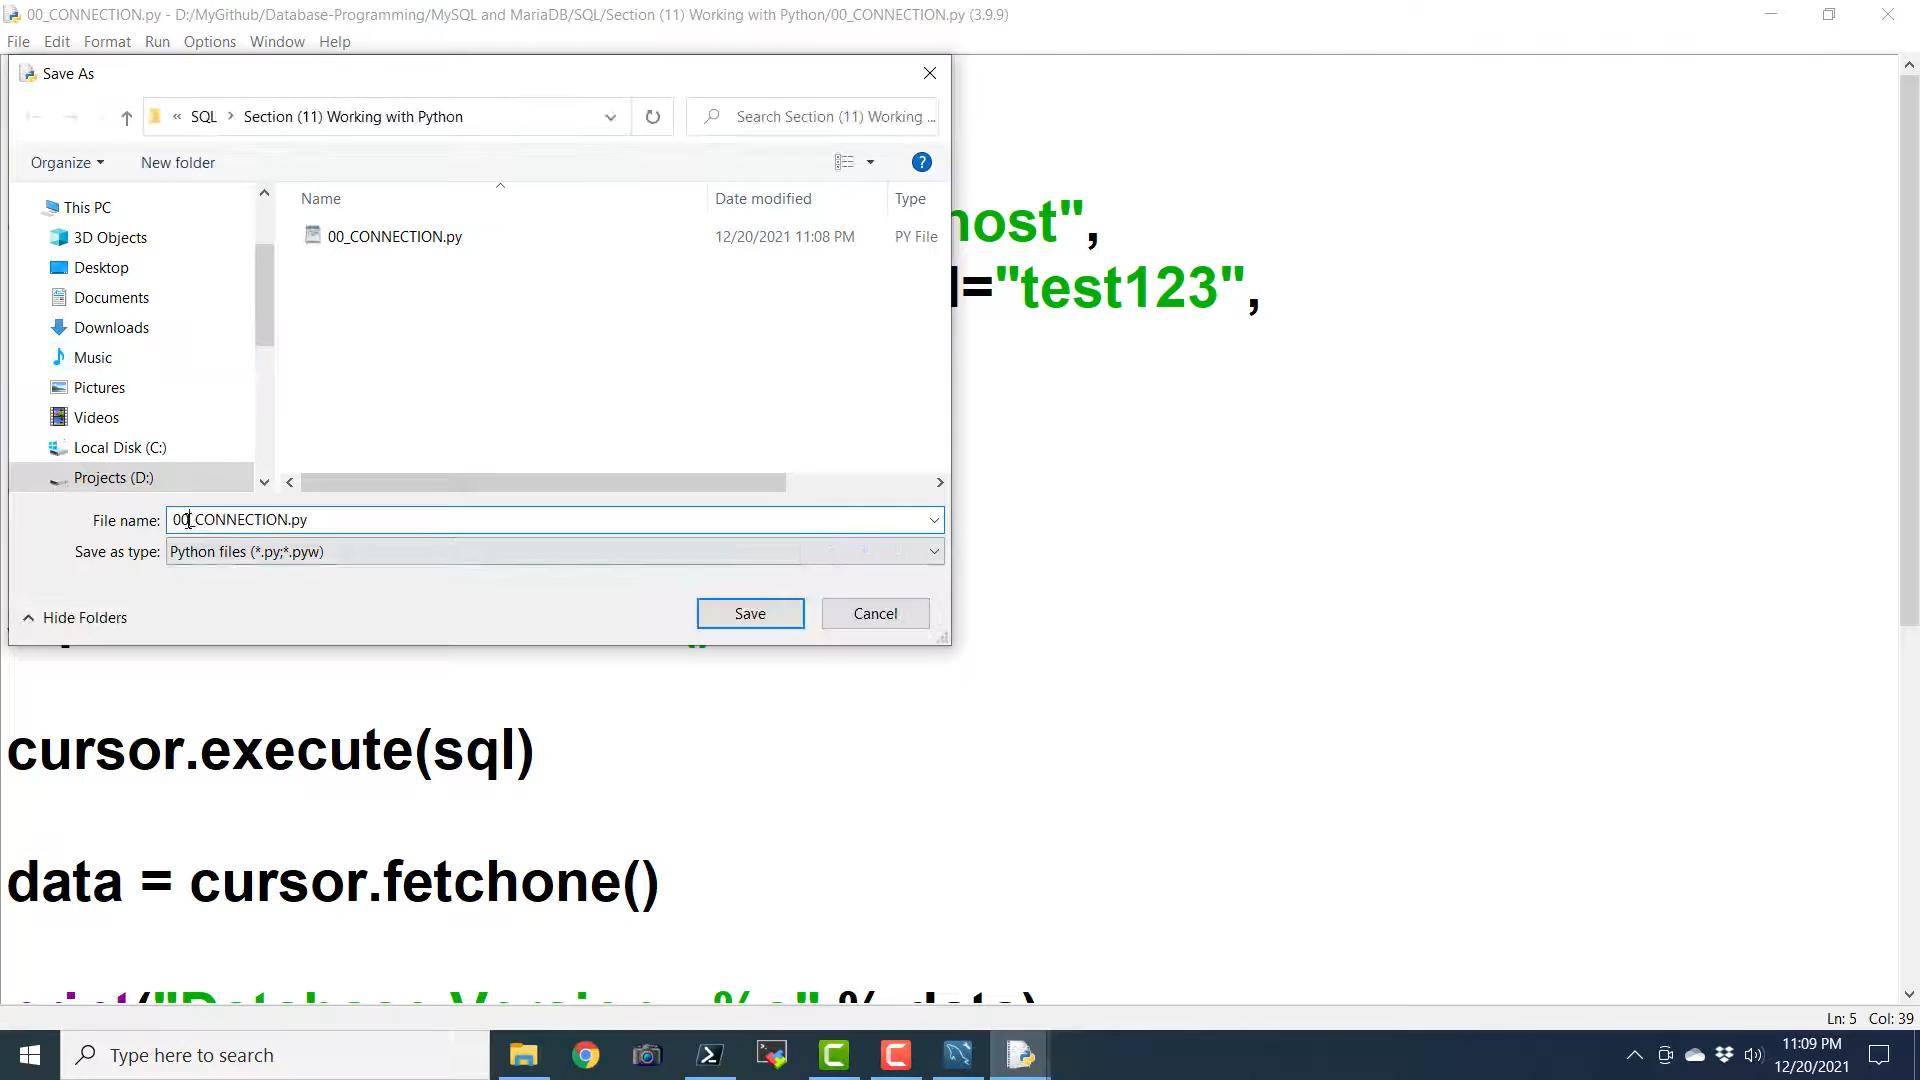 00_CONNECTION.py - D:/MyGithub/Database-Programming/MySQL and MariaDB/SQL/Section (11) Working with Python/00_CONNECTION.py (3.9.9)
File Edit Format Run Options Window Help
Save As
« SQL > Section (11) Working with Python
Search Section (11) Working ...
Organize New folder
?
Name Date modified Type
This PC
3D Objects
00_CONNECTION.py 12/20/2021 11:08 PM PY File
Desktop
Documents
Downloads
Music
Pictures
Videos
Local Disk (C:)
Projects (D:)
host",
="test123",
File name: 00_CONNECTION.py
Save as type: Python files (*.py;*.pyw)
Hide Folders
Save Cancel
cursor.execute(sql)
data = cursor.fetchone()
print("Database Version - %s" % data)
Ln: 5 Col: 39
Type here to search
11:09 PM
12/20/2021